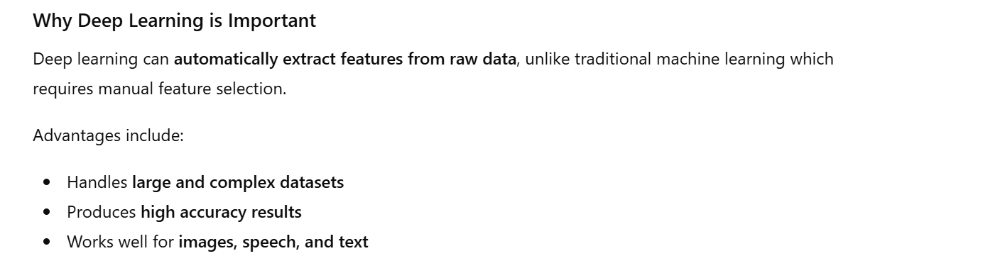 Why Deep Learning is Important
Deep learning can automatically extract features from raw data, unlike traditional machine learning which
requires manual feature selection.
Advantages include:
• Handles large and complex datasets
• Produces high accuracy results
• Works well for images, speech, and text